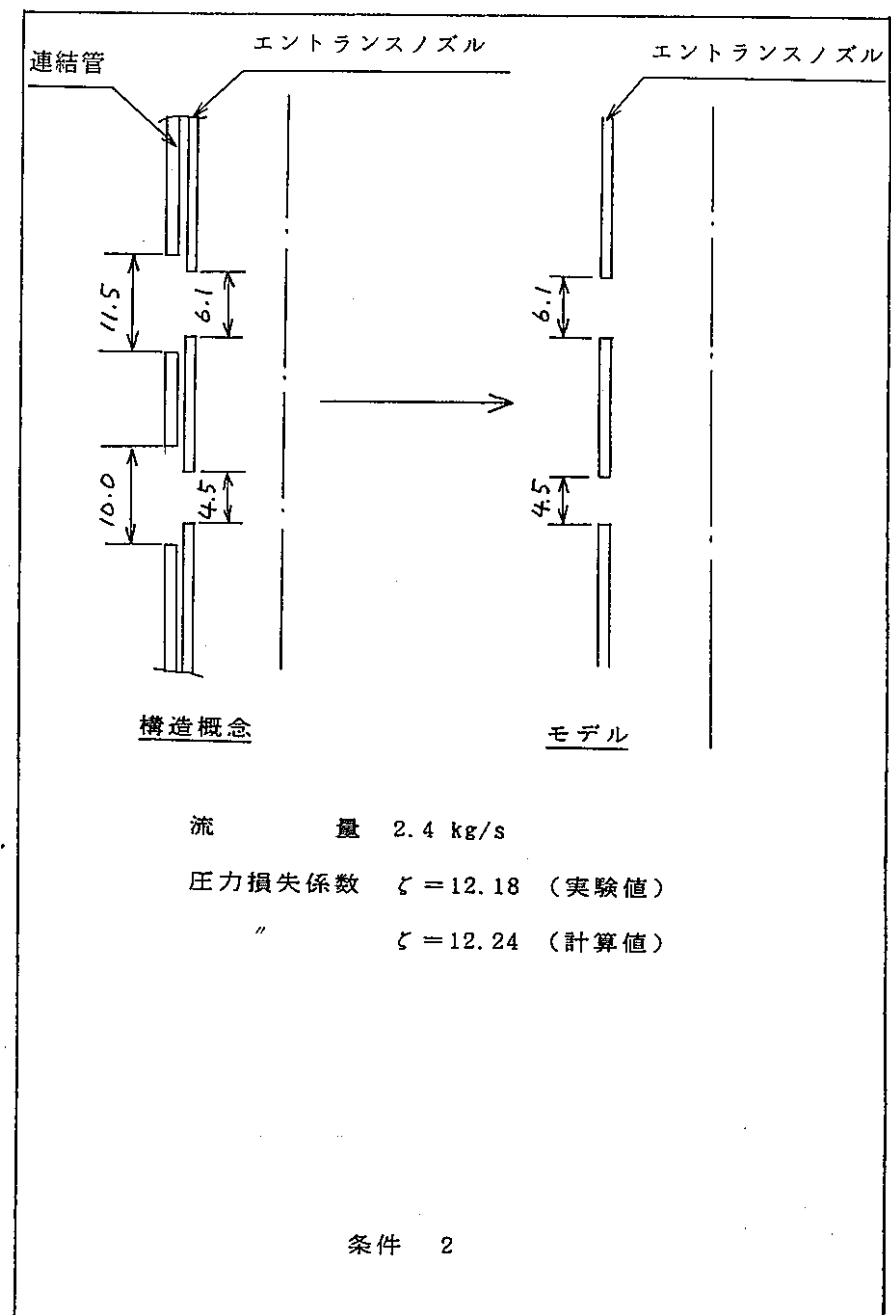 連結管
エントランスノズル
エントランスノズル
11.5
6.1
10.0
4.5
6.1
4.5
構造概念
モデル
流 量 2.4 kg/s
圧力損失係数 ζ=12.18 (実験値)
〃 ζ=12.24 (計算値)
条件 2